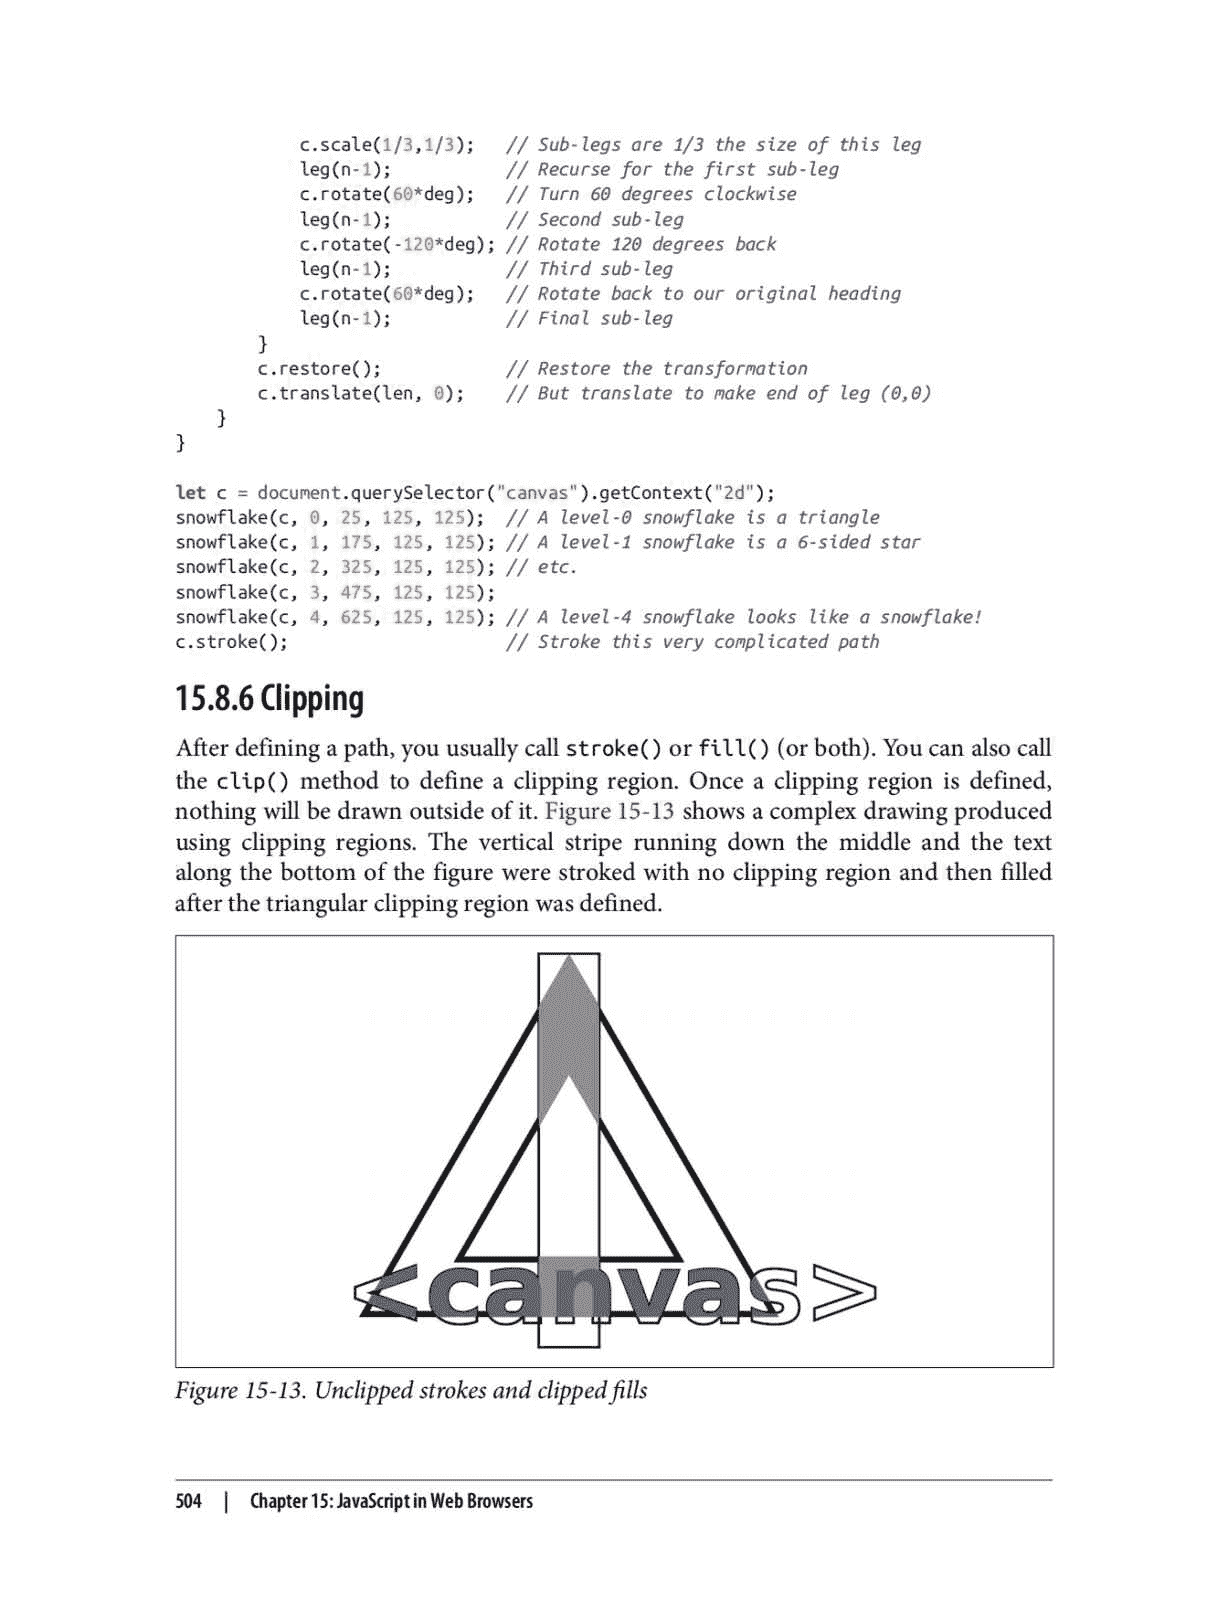 c.scale(1/3,1/3);   // Sub-legs are 1/3 the size of this leg
leg(n-1);           // Recurse for the first sub-leg
c.rotate(60*deg);   // Turn 60 degrees clockwise
leg(n-1);           // Second sub-leg
c.rotate(-120*deg); // Rotate 120 degrees back
leg(n-1);           // Third sub-leg
c.rotate(60*deg);   // Rotate back to our original heading
leg(n-1);           // Final sub-leg
}
c.restore();            // Restore the transformation
c.translate(len, 0);    // But translate to make end of leg (0,0)
}
}
let c = document.querySelector("canvas").getContext("2d");
snowflake(c, 0, 25, 125, 125);  // A level-0 snowflake is a triangle
snowflake(c, 1, 175, 125, 125); // A level-1 snowflake is a 6-sided star
snowflake(c, 2, 325, 125, 125); // etc.
snowflake(c, 3, 475, 125, 125);
snowflake(c, 4, 625, 125, 125); // A level-4 snowflake looks like a snowflake!
c.stroke();                     // Stroke this very complicated path
15.8.6 Clipping
After defining a path, you usually call stroke() or fill() (or both). You can also call
the clip() method to define a clipping region. Once a clipping region is defined,
nothing will be drawn outside of it. Figure 15-13 shows a complex drawing produced
using clipping regions. The vertical stripe running down the middle and the text
along the bottom of the figure were stroked with no clipping region and then filled
after the triangular clipping region was defined.
<canvas>
Figure 15-13. Unclipped strokes and clipped fills
504 | Chapter 15: JavaScript in Web Browsers